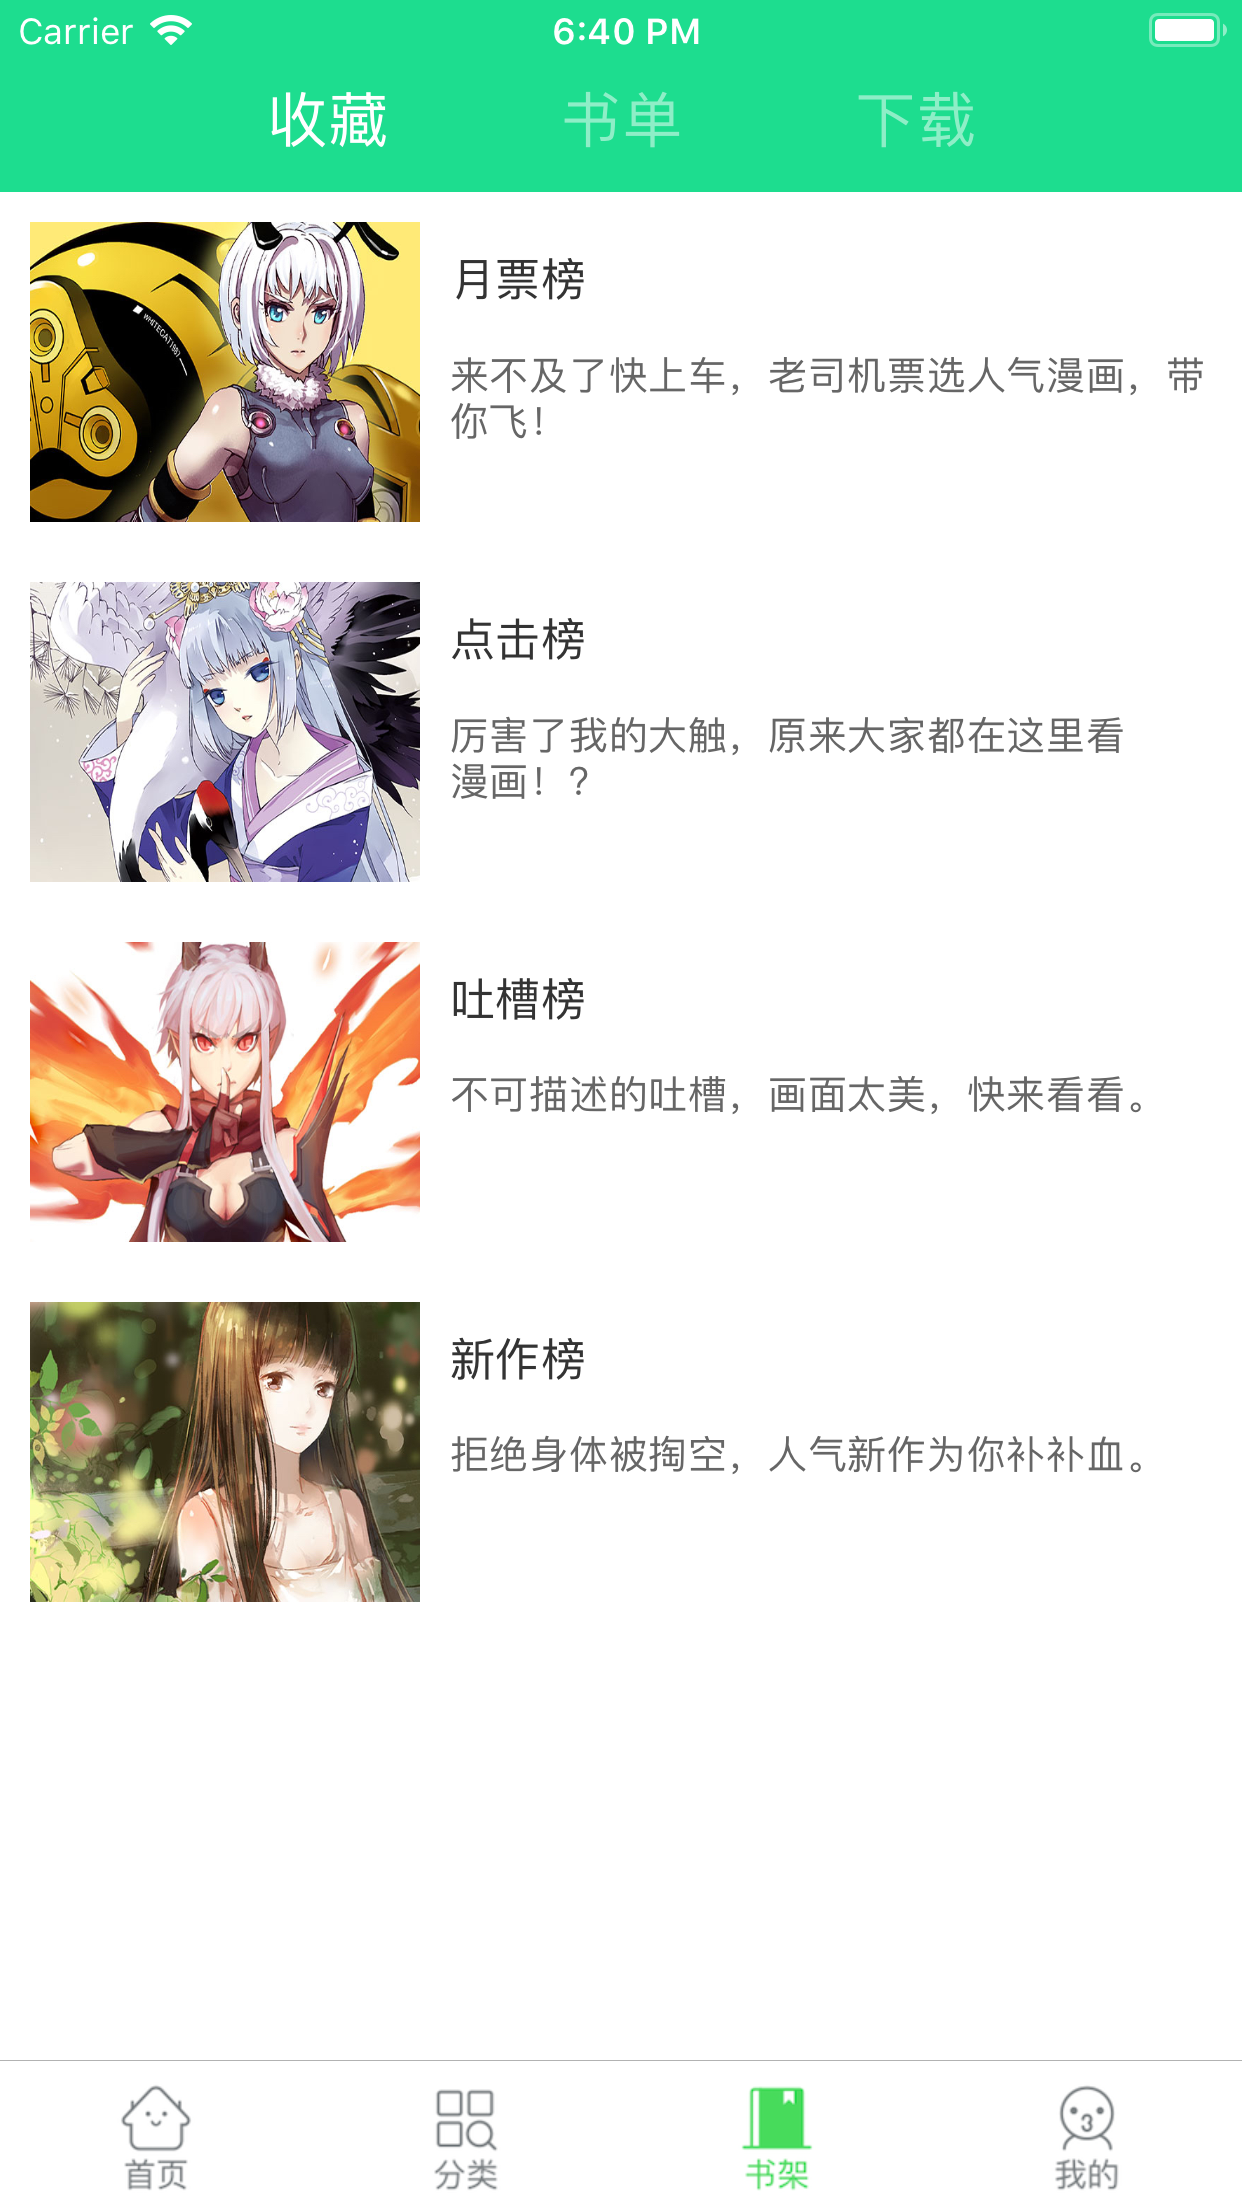 Carrier 6:40 PM
收藏 书单 下载
WHITECAT1887
月票榜
来不及了快上车，老司机票选人气漫画，带
你飞！
点击榜
厉害了我的大触，原来大家都在这里看
漫画！？
吐槽榜
不可描述的吐槽，画面太美，快来看看。
新作榜
拒绝身体被掏空，人气新作为你补补血。
首页 分类 书架 我的